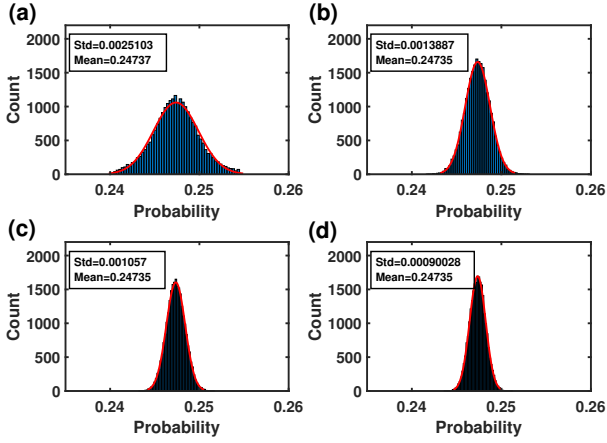 (a)
Std=0.0025103
Mean=0.24737
2000
1500
1000
500
0
Count
0.24 0.25 0.26
Probability
(b)
Std=0.0013887
Mean=0.24735
2000
1500
1000
500
0
Count
0.24 0.25 0.26
Probability
(c)
Std=0.001057
Mean=0.24735
2000
1500
1000
500
0
Count
0.24 0.25 0.26
Probability
(d)
Std=0.00090028
Mean=0.24735
2000
1500
1000
500
0
Count
0.24 0.25 0.26
Probability